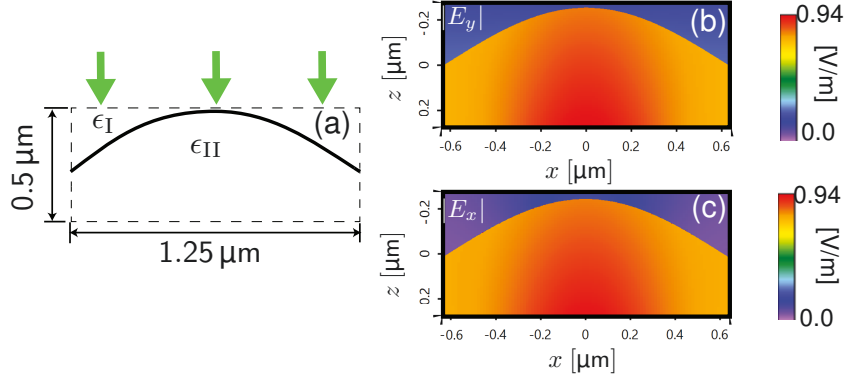 (a)
ϵI
ϵII
0.5 µm
1.25 µm
|Ey|
(b)
z [µm]
-0.2
0
0.2
-0.6 -0.4 -0.2 0 0.2 0.4 0.6
x [µm]
0.94
[V/m]
0.0
|Ex|
(c)
z [µm]
-0.2
0
0.2
-0.6 -0.4 -0.2 0 0.2 0.4 0.6
x [µm]
0.94
[V/m]
0.0